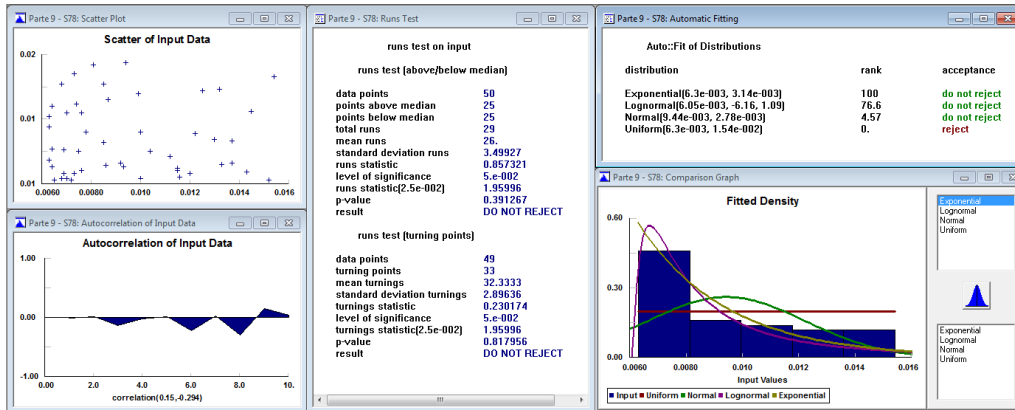 Parte 9 - S78: Scatter Plot
Scatter of Input Data
0.02
0.01
0.01
0.0060 0.0080 0.010 0.012 0.014 0.016
Parte 9 - S78: Autocorrelation of Input Data
Autocorrelation of Input Data
1.00
0.00
-1.00
0.00 2.0 4.0 6.0 8.0 10.
correlation(0.15,-0.294)
Parte 9 - S78: Runs Test
runs test on input
runs test (above/below median)
data points 50
points above median 25
points below median 25
total runs 29
mean runs 26.
standard deviation runs 3.49927
runs statistic 0.857321
level of significance 5.e-002
runs statistic(2.5e-002) 1.95996
p-value 0.391267
result DO NOT REJECT
runs test (turning points)
data points 49
turning points 33
mean turnings 32.3333
standard deviation turnings 2.89636
turnings statistic 0.230174
level of significance 5.e-002
turnings statistic(2.5e-002) 1.95996
p-value 0.817956
result DO NOT REJECT
Parte 9 - S78: Automatic Fitting
Auto::Fit of Distributions
distribution rank acceptance
Exponential(6.3e-003, 3.14e-003) 100 do not reject
Lognormal(6.05e-003, -6.16, 1.09) 76.6 do not reject
Normal(9.44e-003, 2.78e-003) 4.57 do not reject
Uniform(6.3e-003, 1.54e-002) 0. reject
Parte 9 - S78: Comparison Graph
Fitted Density
0.60
0.30
0.00
0.0060 0.0080 0.010 0.012 0.014 0.016
Input Values
Input Uniform Normal Lognormal Exponential
Exponential
Lognormal
Normal
Uniform
Exponential
Lognormal
Normal
Uniform